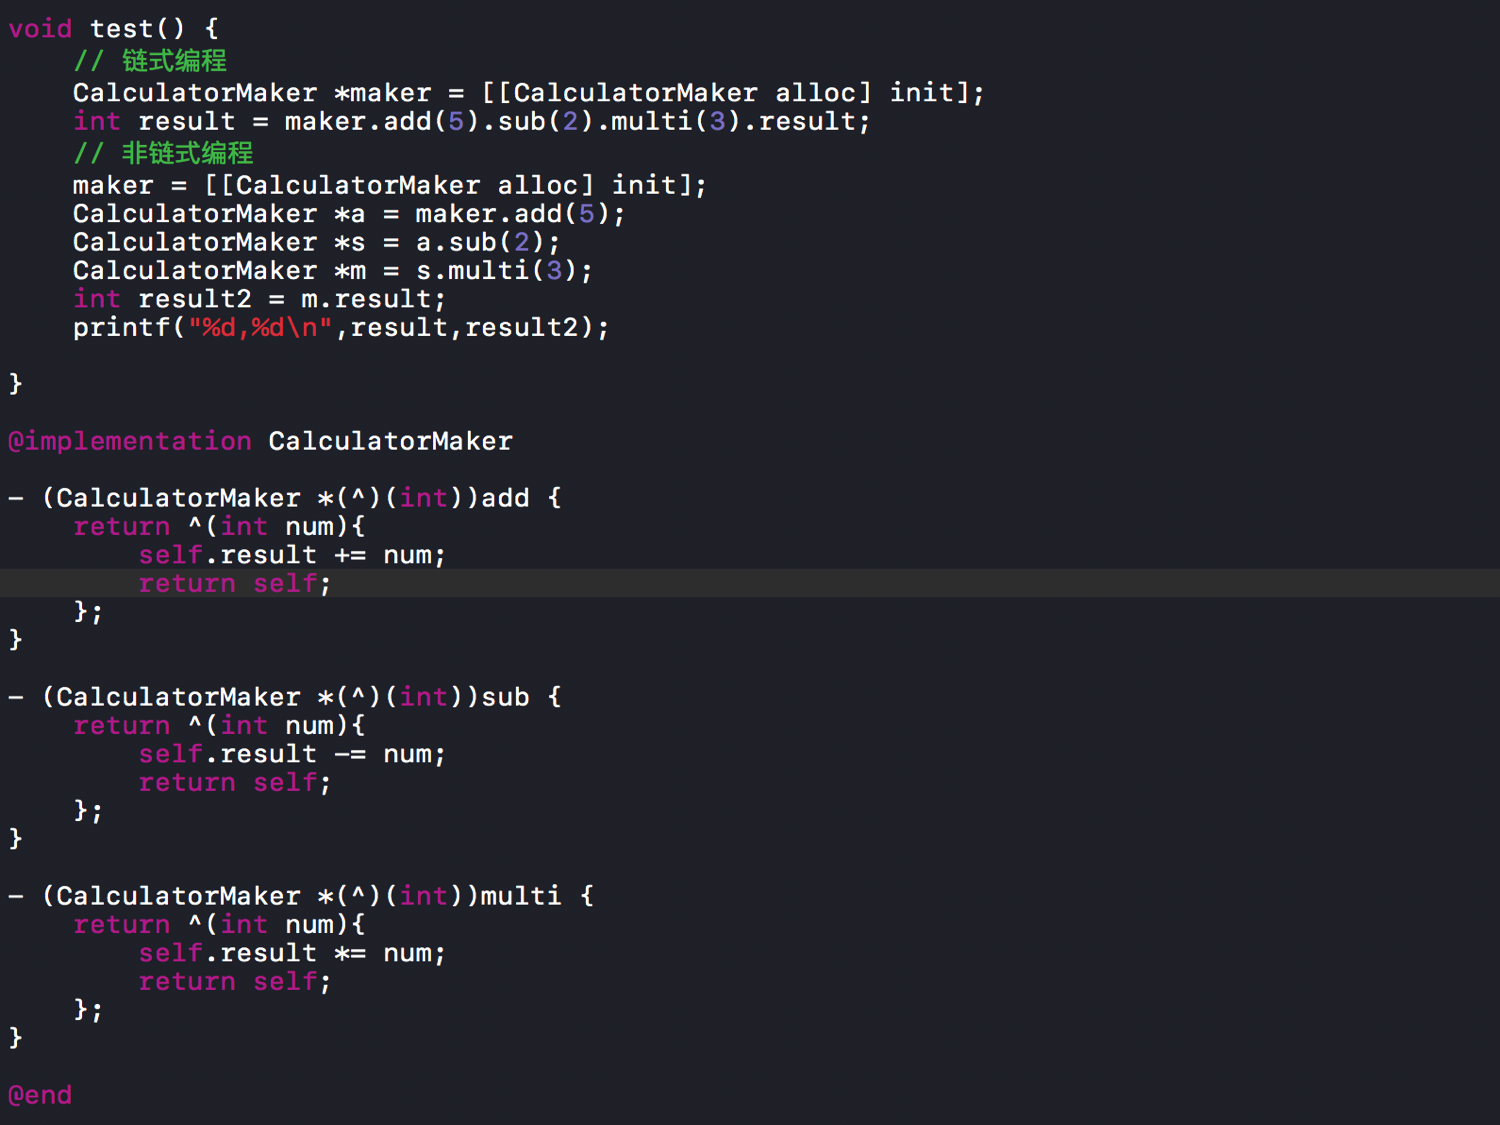 void test() {
    // 链式编程
    CalculatorMaker *maker = [[CalculatorMaker alloc] init];
    int result = maker.add(5).sub(2).multi(3).result;
    // 非链式编程
    maker = [[CalculatorMaker alloc] init];
    CalculatorMaker *a = maker.add(5);
    CalculatorMaker *s = a.sub(2);
    CalculatorMaker *m = s.multi(3);
    int result2 = m.result;
    printf("%d,%d\n",result,result2);

}

@implementation CalculatorMaker

- (CalculatorMaker *(^)(int))add {
    return ^(int num){
        self.result += num;
        return self;
    };
}

- (CalculatorMaker *(^)(int))sub {
    return ^(int num){
        self.result -= num;
        return self;
    };
}

- (CalculatorMaker *(^)(int))multi {
    return ^(int num){
        self.result *= num;
        return self;
    };
}

@end